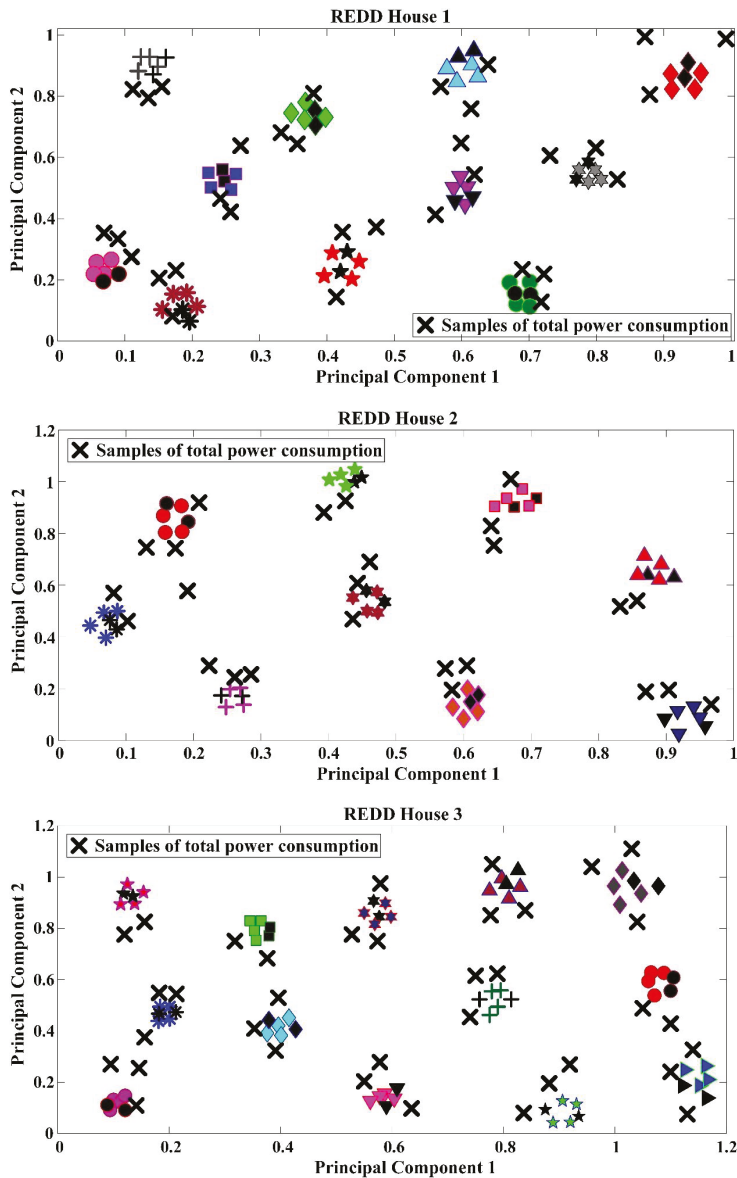 REDD House 1
1
0.8
0.6
0.4
0.2
0
Principal Component 2
Samples of total power consumption
0 0.1 0.2 0.3 0.4 0.5 0.6 0.7 0.8 0.9 1
Principal Component 1
REDD House 2
1.2
1
0.8
0.6
0.4
0.2
0
Principal Component 2
Samples of total power consumption
0 0.1 0.2 0.3 0.4 0.5 0.6 0.7 0.8 0.9 1
Principal Component 1
REDD House 3
1.2
1
0.8
0.6
0.4
0.2
0
Principal Component 2
Samples of total power consumption
0 0.2 0.4 0.6 0.8 1 1.2
Principal Component 1